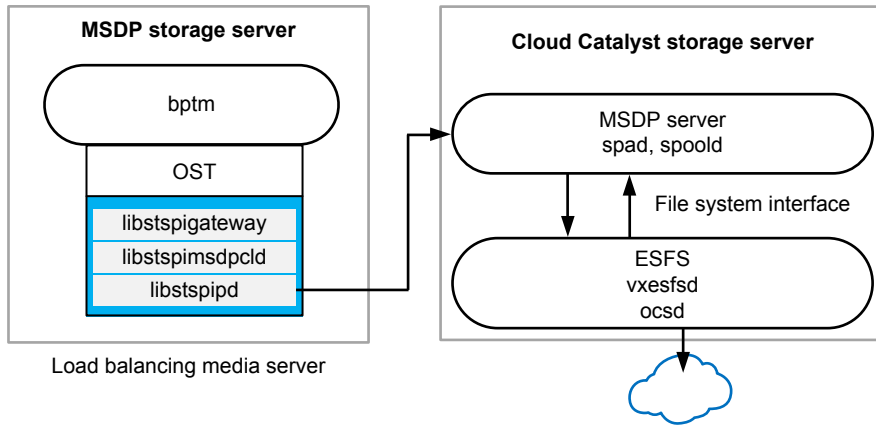 MSDP storage server
bptm
OST
libstspigateway
libstspimsdpcld
libstspipd
Load balancing media server
Cloud Catalyst storage server
MSDP server
spad, spoold
File system interface
ESFS
vxesfsd
ocsd